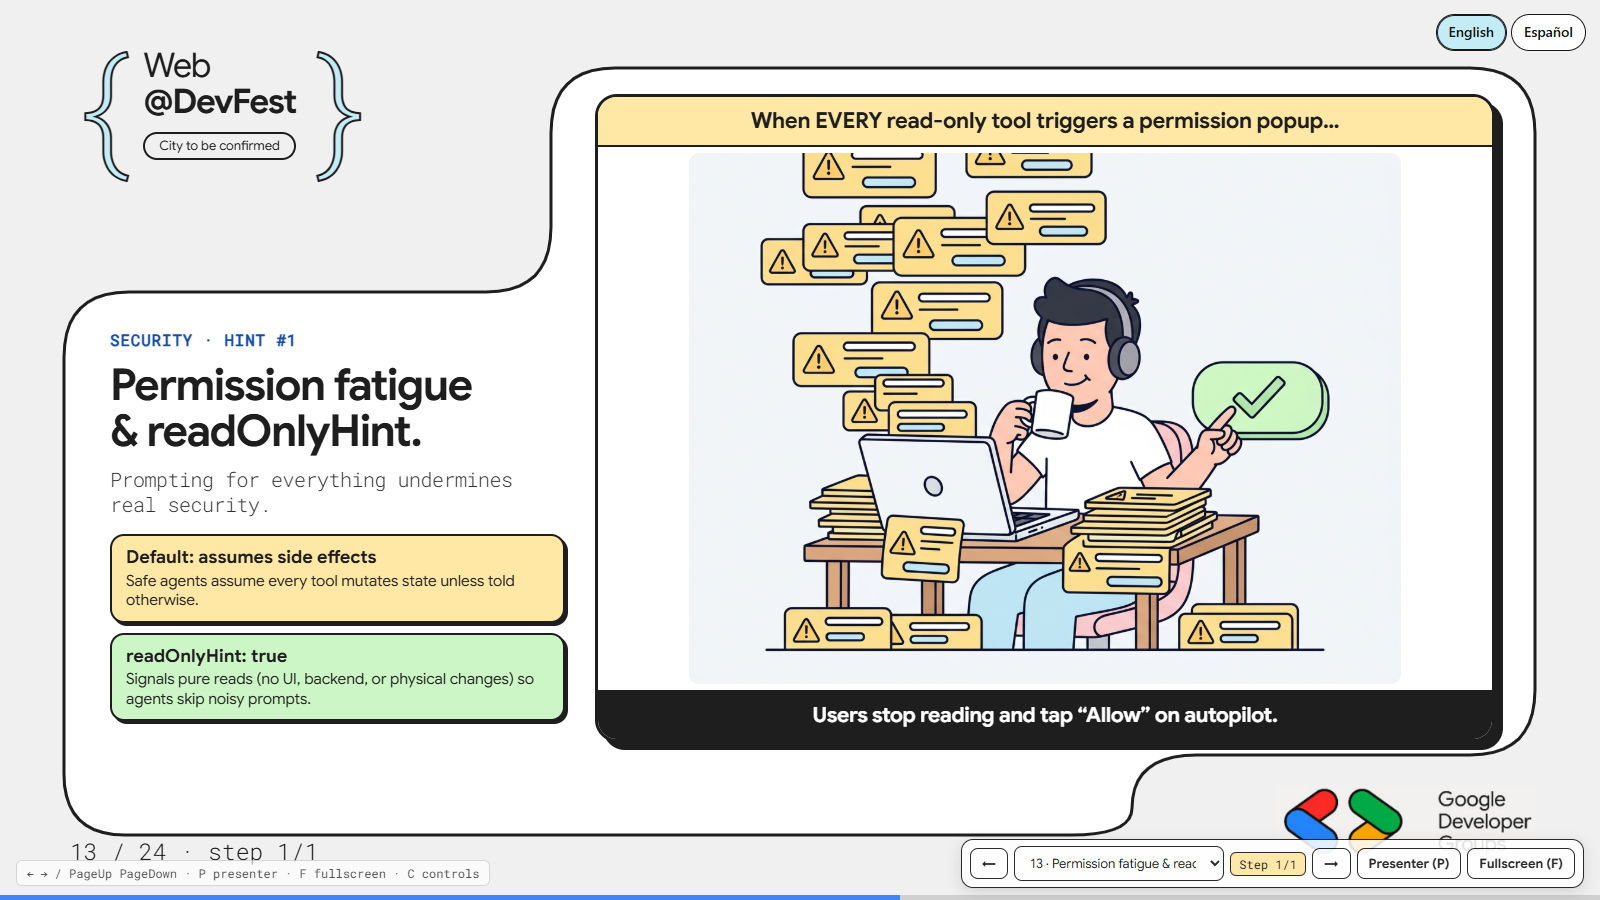 English
Español
Web
@DevFest
City to be confirmed
SECURITY · HINT #1
Permission fatigue
& readOnlyHint.
Prompting for everything undermines
real security.
Default: assumes side effects
Safe agents assume every tool mutates state unless told
otherwise.
readOnlyHint: true
Signals pure reads (no UI, backend, or physical changes) so
agents skip noisy prompts.
When EVERY read-only tool triggers a permission popup...
Users stop reading and tap “Allow” on autopilot.
Google
Developer
Groups
13 / 24 · step 1/1
← → / PageUp PageDown · P presenter · F fullscreen · C controls
←
13 · Permission fatigue & reac
Step 1/1
→
Presenter (P)
Fullscreen (F)